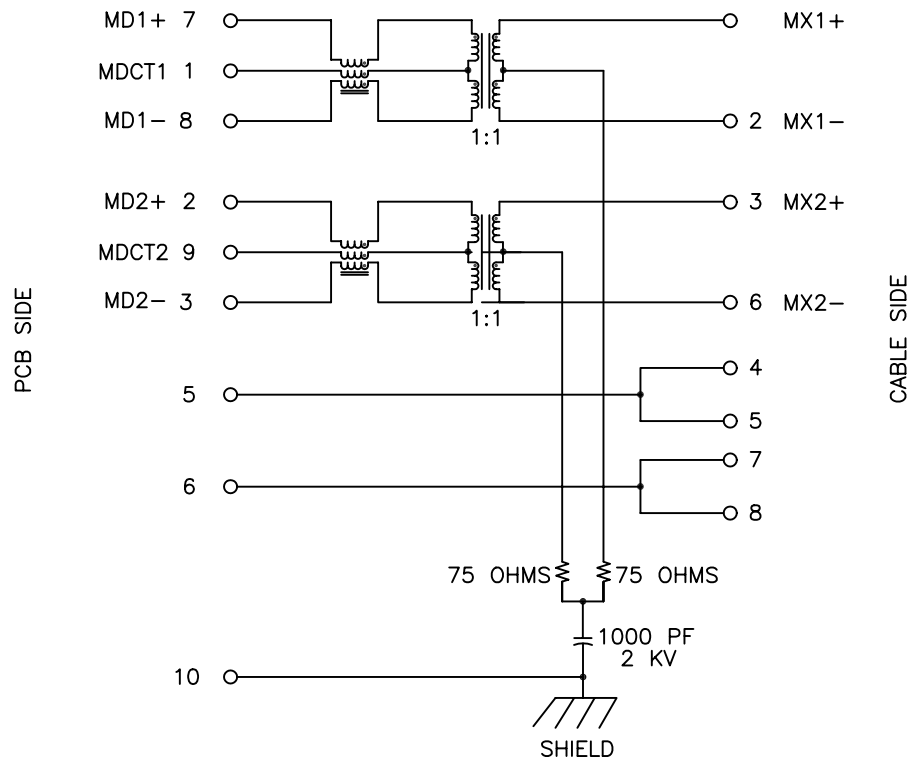 MD1+ 7
MX1+
MDCT1 1
MD1- 8
2 MX1-
1:1
MD2+ 2
3 MX2+
MDCT2 9
MD2- 3
6 MX2-
1:1
PCB SIDE
CABLE SIDE
4
5
5
7
6
8
75 OHMS
75 OHMS
1000 PF
2 KV
10
SHIELD